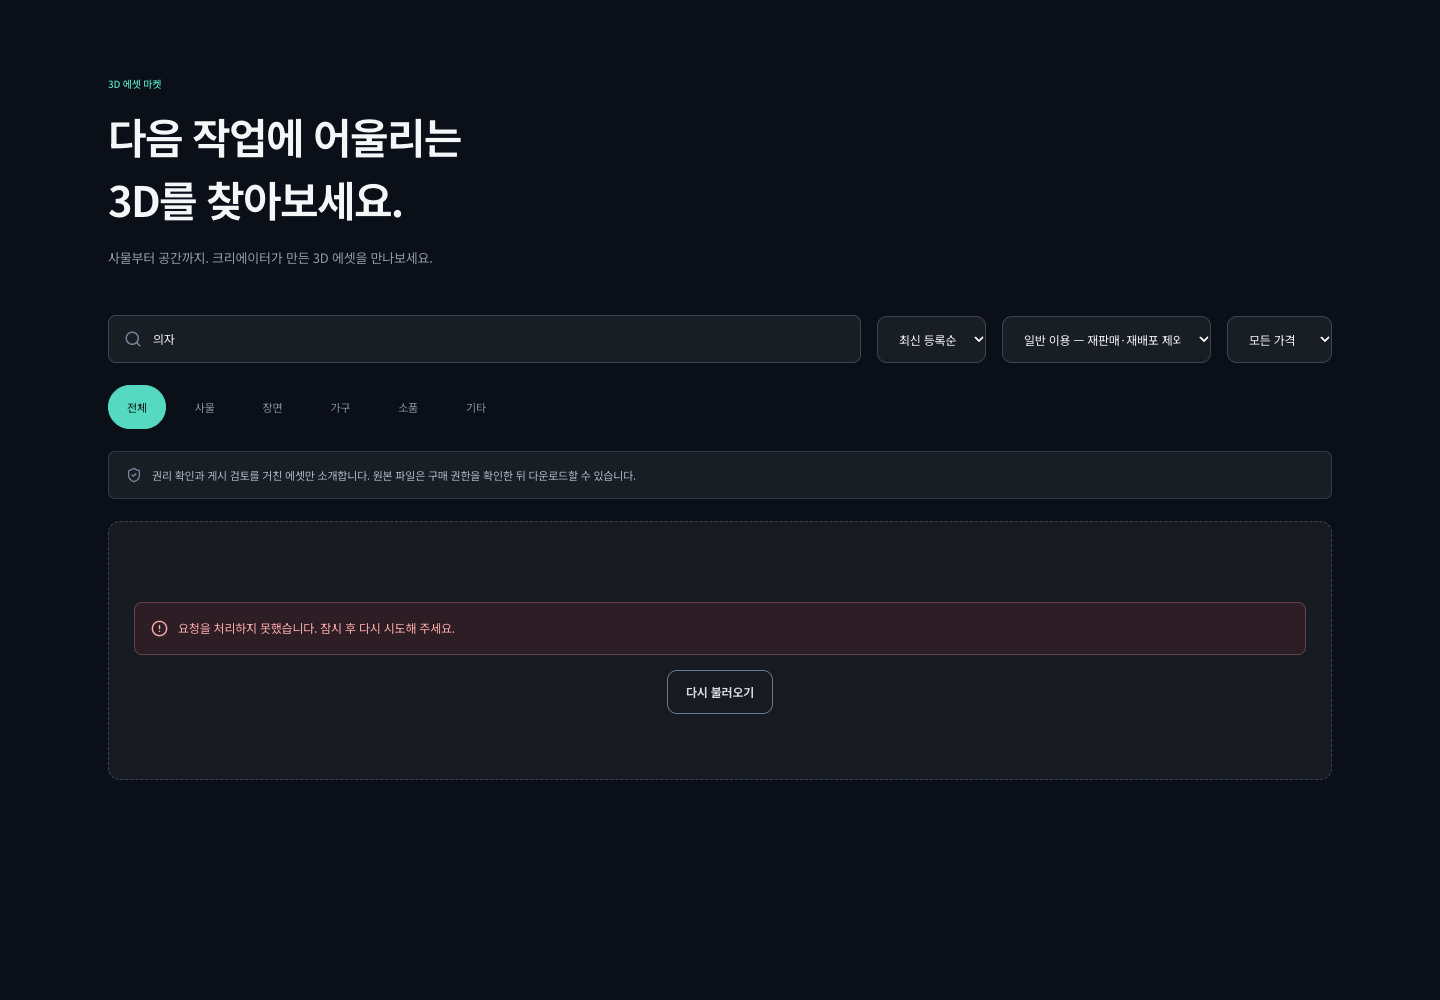 3D 에셋 마켓
다음 작업에 어울리는
3D를 찾아보세요.
사물부터 공간까지. 크리에이터가 만든 3D 에셋을 만나보세요.
의자
최신 등록순
일반 이용 — 재판매·재배포 제외
모든 가격
전체
사물
장면
가구
소품
기타
권리 확인과 게시 검토를 거친 에셋만 소개합니다. 원본 파일은 구매 권한을 확인한 뒤 다운로드할 수 있습니다.
요청을 처리하지 못했습니다. 잠시 후 다시 시도해 주세요.
다시 불러오기